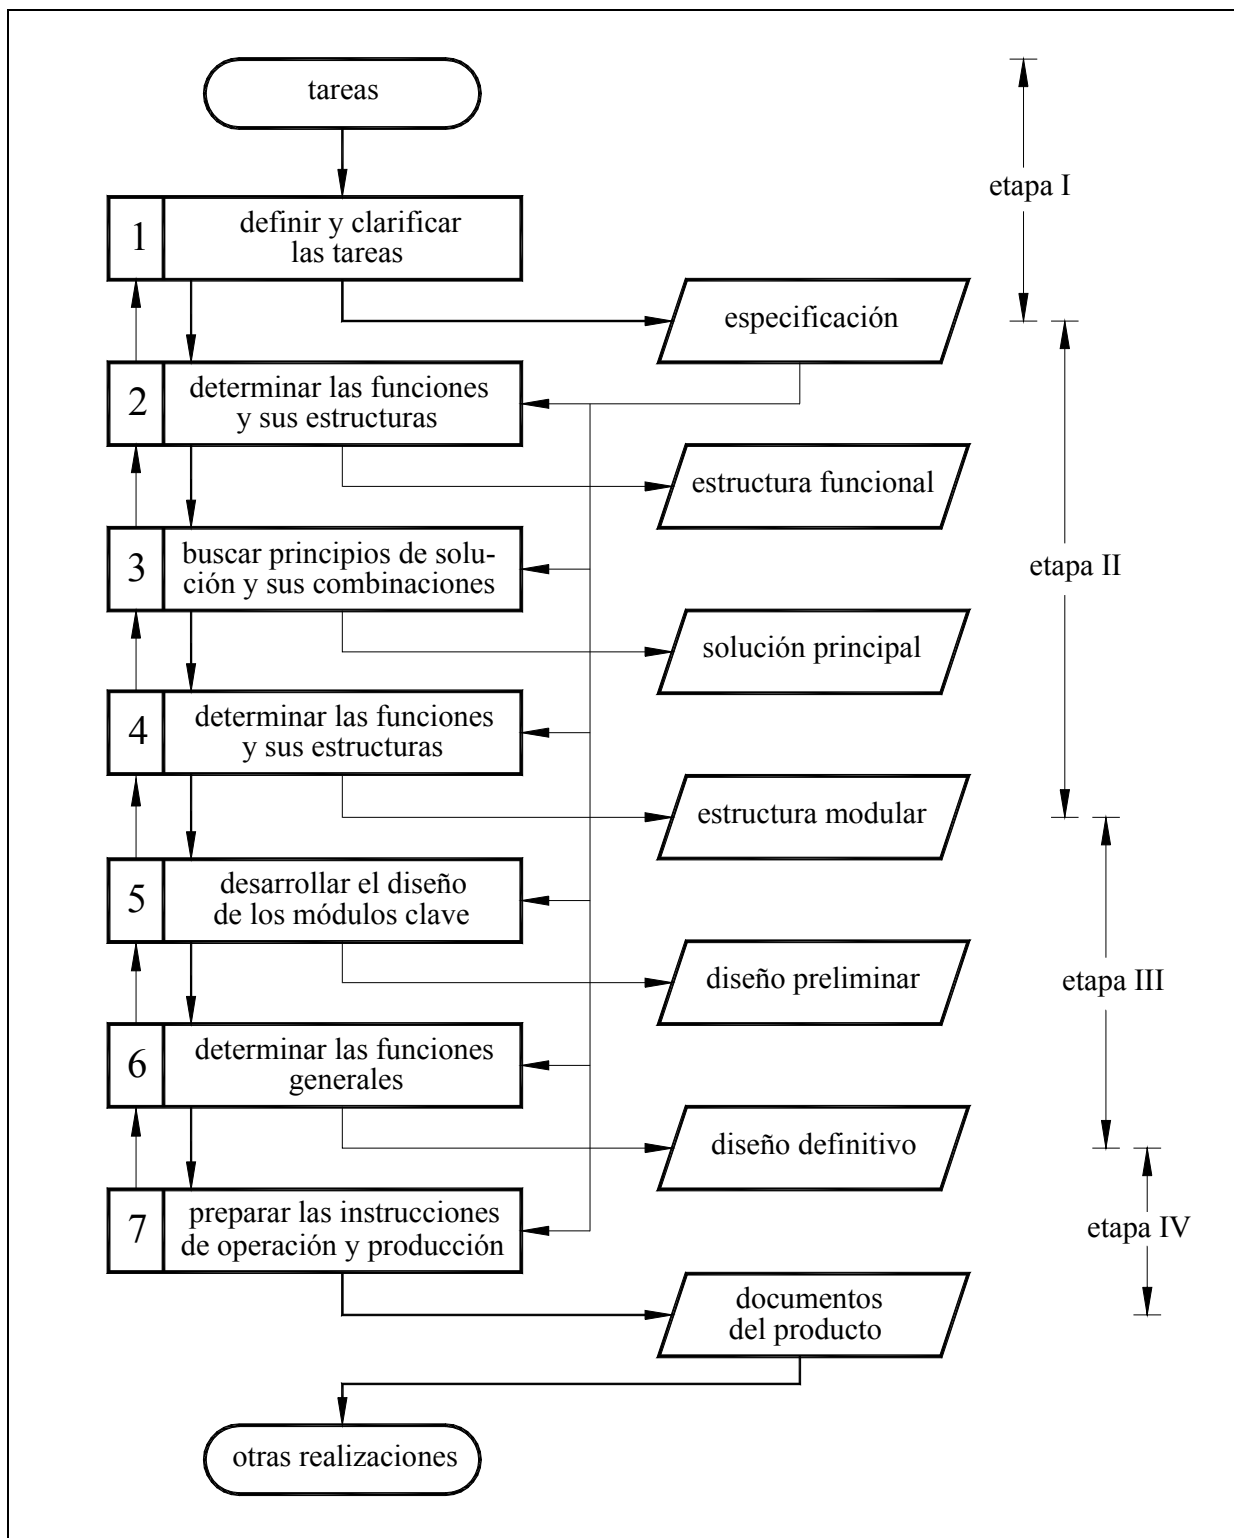 tareas
etapa I
1
definir y clarificar
las tareas
especificación
2
determinar las funciones
y sus estructuras
estructura funcional
3
buscar principios de solu-
ción y sus combinaciones
etapa II
solución principal
4
determinar las funciones
y sus estructuras
estructura modular
5
desarrollar el diseño
de los módulos clave
diseño preliminar
etapa III
6
determinar las funciones
generales
diseño definitivo
7
preparar las instrucciones
de operación y producción
etapa IV
documentos
del producto
otras realizaciones